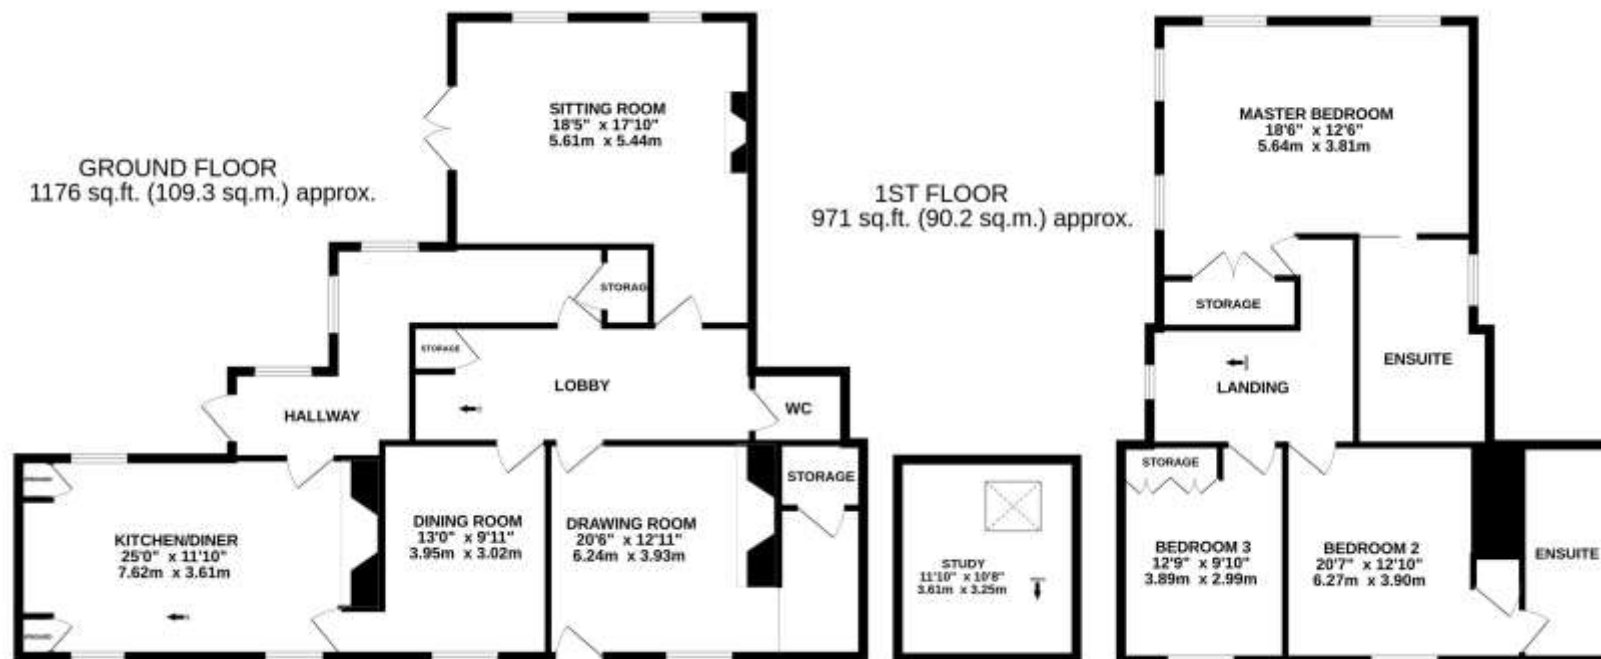 GROUND FLOOR
1176 sq.ft. (109.3 sq.m.) approx.
SITTING ROOM
18'5" x 17'10"
5.61m x 5.44m
STORAG
STORAGE
LOBBY
HALLWAY
WC
STORAGE
KITCHEN/DINER
25'0" x 11'10"
7.62m x 3.61m
DINING ROOM
13'0" x 9'11"
3.95m x 3.02m
DRAWING ROOM
20'6" x 12'11"
6.24m x 3.93m
STUDY
11'10" x 10'8"
3.61m x 3.25m
1ST FLOOR
971 sq.ft. (90.2 sq.m.) approx.
MASTER BEDROOM
18'6" x 12'6"
5.64m x 3.81m
STORAGE
ENSUITE
LANDING
STORAGE
BEDROOM 3
12'9" x 9'10"
3.89m x 2.99m
BEDROOM 2
20'7" x 12'10"
6.27m x 3.90m
ENSUITE